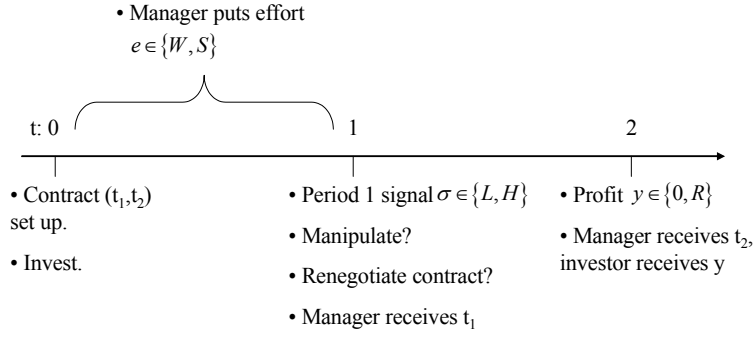 • Manager puts effort
e ∈ {W, S}
t: 0 1 2
• Contract (t₁,t₂)
set up.
• Invest.
• Period 1 signal σ ∈ {L, H}
• Manipulate?
• Renegotiate contract?
• Manager receives t₁
• Profit y ∈ {0, R}
• Manager receives t₂,
investor receives y